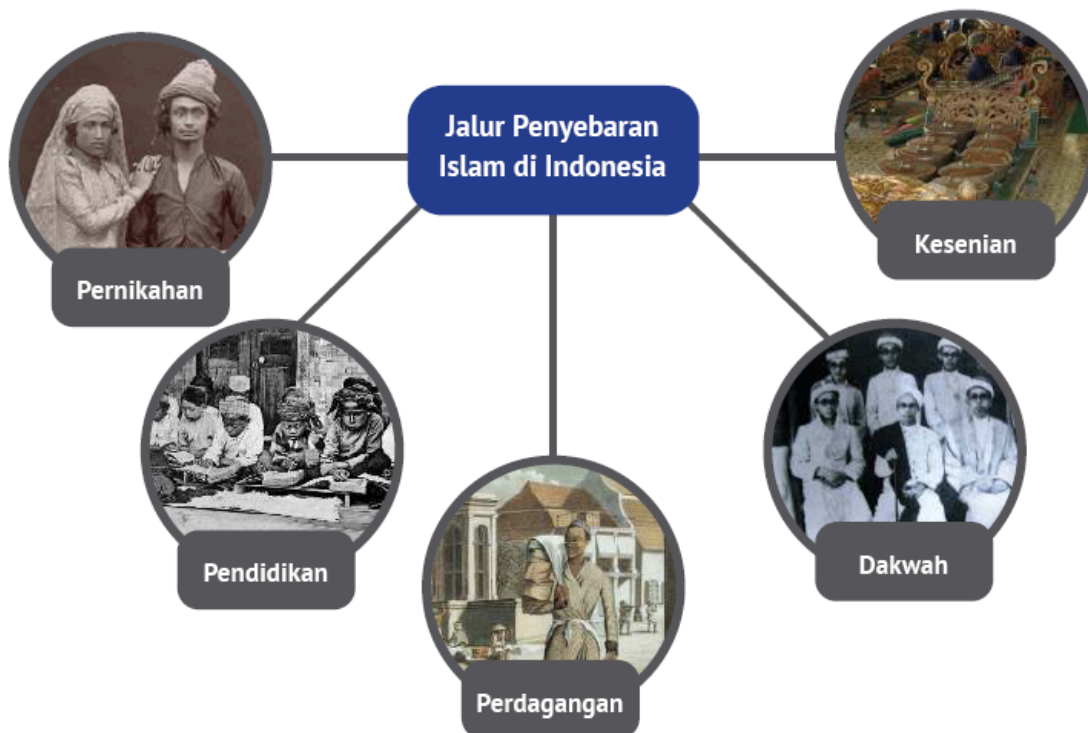 Jalur Penyebaran
Islam di Indonesia
Pernikahan
Kesenian
Pendidikan
Dakwah
Perdagangan